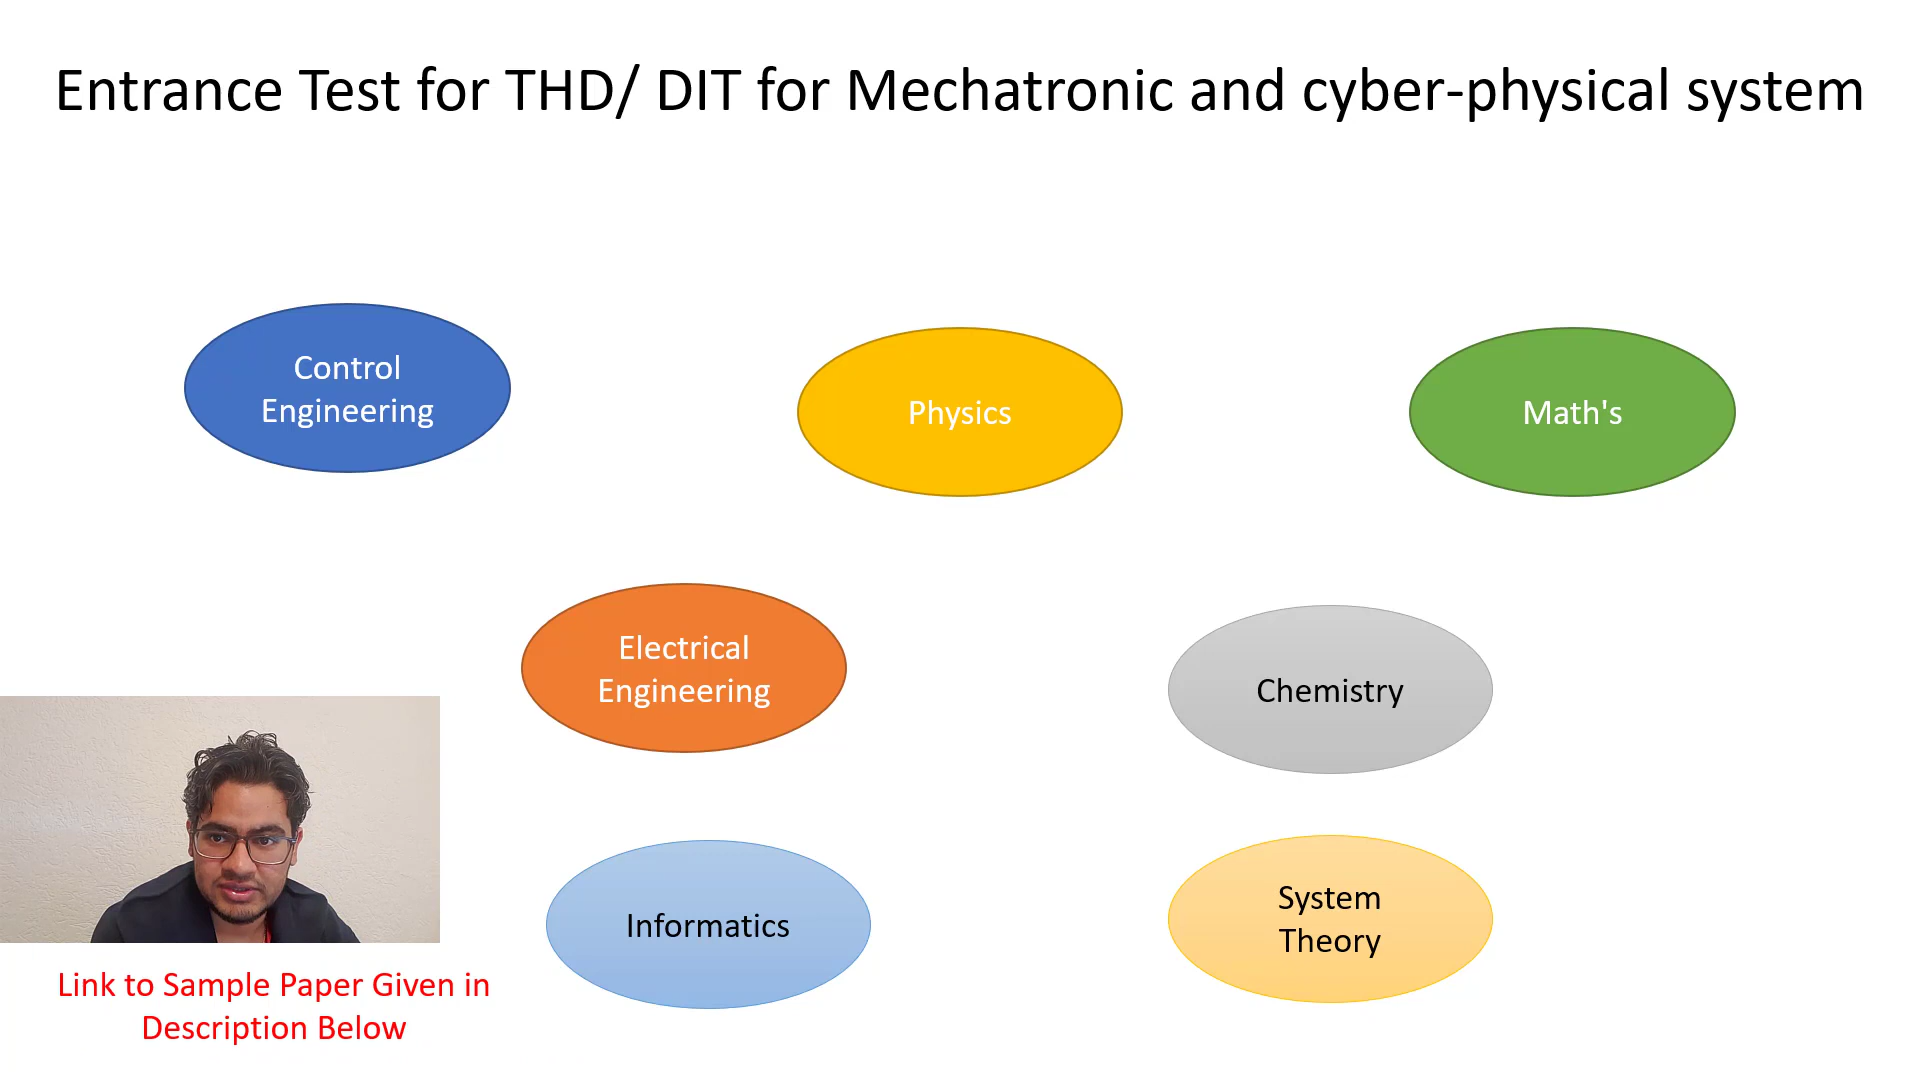 Entrance Test for THD/ DIT for Mechatronic and cyber-physical system
Control
Engineering
Physics
Math's
Electrical
Engineering
Chemistry
Informatics
System
Theory
Link to Sample Paper Given in
Description Below